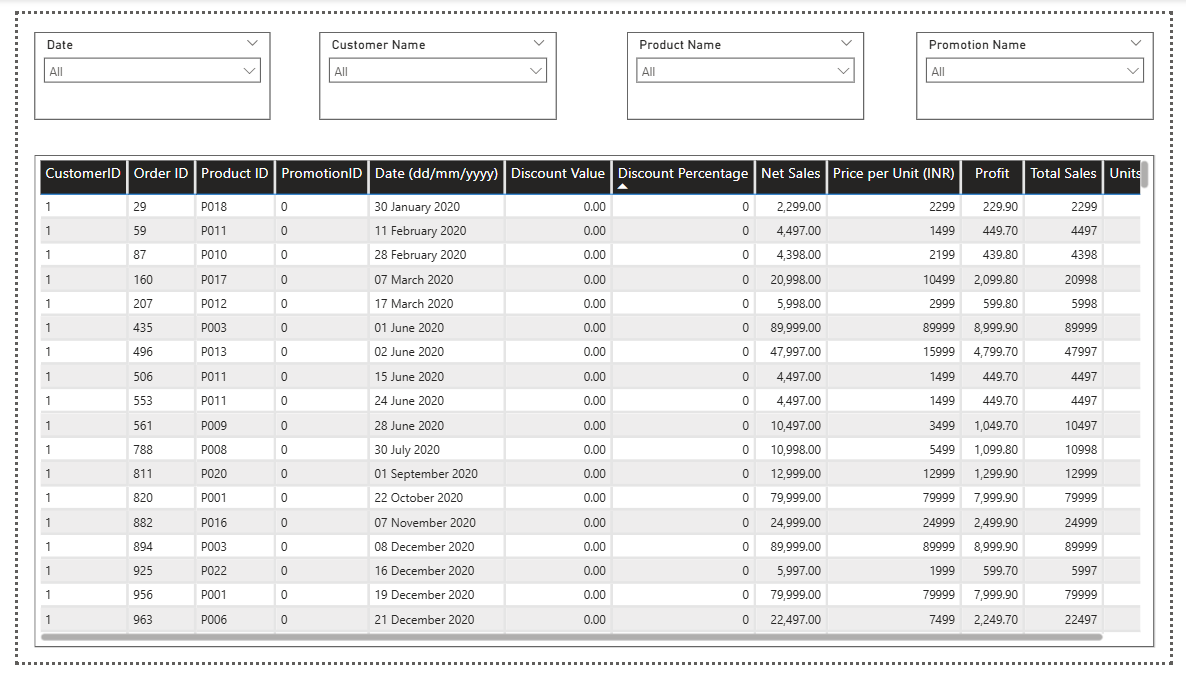 Date Customer Name Product Name Promotion Name
All All All All
CustomerID Order ID Product ID PromotionID Date (dd/mm/yyyy) Discount Value Discount Percentage Net Sales Price per Unit (INR) Profit Total Sales Units
1 29 P018 0 30 January 2020 0.00 0 2,299.00 2299 229.90 2299
1 59 P011 0 11 February 2020 0.00 0 4,497.00 1499 449.70 4497
1 87 P010 0 28 February 2020 0.00 0 4,398.00 2199 439.80 4398
1 160 P017 0 07 March 2020 0.00 0 20,998.00 10499 2,099.80 20998
1 207 P012 0 17 March 2020 0.00 0 5,998.00 2999 599.80 5998
1 435 P003 0 01 June 2020 0.00 0 89,999.00 89999 8,999.90 89999
1 496 P013 0 02 June 2020 0.00 0 47,997.00 15999 4,799.70 47997
1 506 P011 0 15 June 2020 0.00 0 4,497.00 1499 449.70 4497
1 553 P011 0 24 June 2020 0.00 0 4,497.00 1499 449.70 4497
1 561 P009 0 28 June 2020 0.00 0 10,497.00 3499 1,049.70 10497
1 788 P008 0 30 July 2020 0.00 0 10,998.00 5499 1,099.80 10998
1 811 P020 0 01 September 2020 0.00 0 12,999.00 12999 1,299.90 12999
1 820 P001 0 22 October 2020 0.00 0 79,999.00 79999 7,999.90 79999
1 882 P016 0 07 November 2020 0.00 0 24,999.00 24999 2,499.90 24999
1 894 P003 0 08 December 2020 0.00 0 89,999.00 89999 8,999.90 89999
1 925 P022 0 16 December 2020 0.00 0 5,997.00 1999 599.70 5997
1 956 P001 0 19 December 2020 0.00 0 79,999.00 79999 7,999.90 79999
1 963 P006 0 21 December 2020 0.00 0 22,497.00 7499 2,249.70 22497